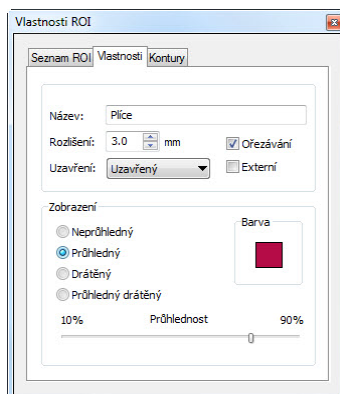 Vlastnosti ROI
Seznam ROI Vlastnosti Kontury
Název: Plíce
Rozlišení: 3.0 mm Ořezávání
Uzavření: Uzavřený Externí
Zobrazení
Barva
Neprůhledný
Průhledný
Drátěný
Průhledný drátěný
10% Průhlednost 90%